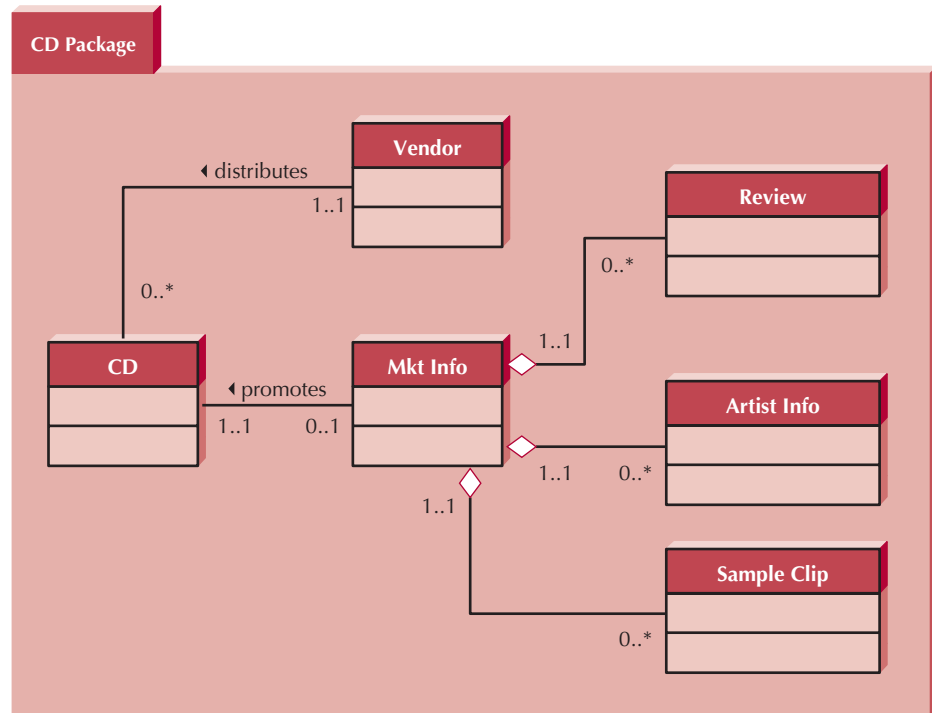 CD Package
Vendor
◂ distributes
1..1
0..*
Review
0..*
1..1
CD
Mkt Info
◂ promotes
1..1
0..1
Artist Info
1..1
0..*
1..1
Sample Clip
0..*